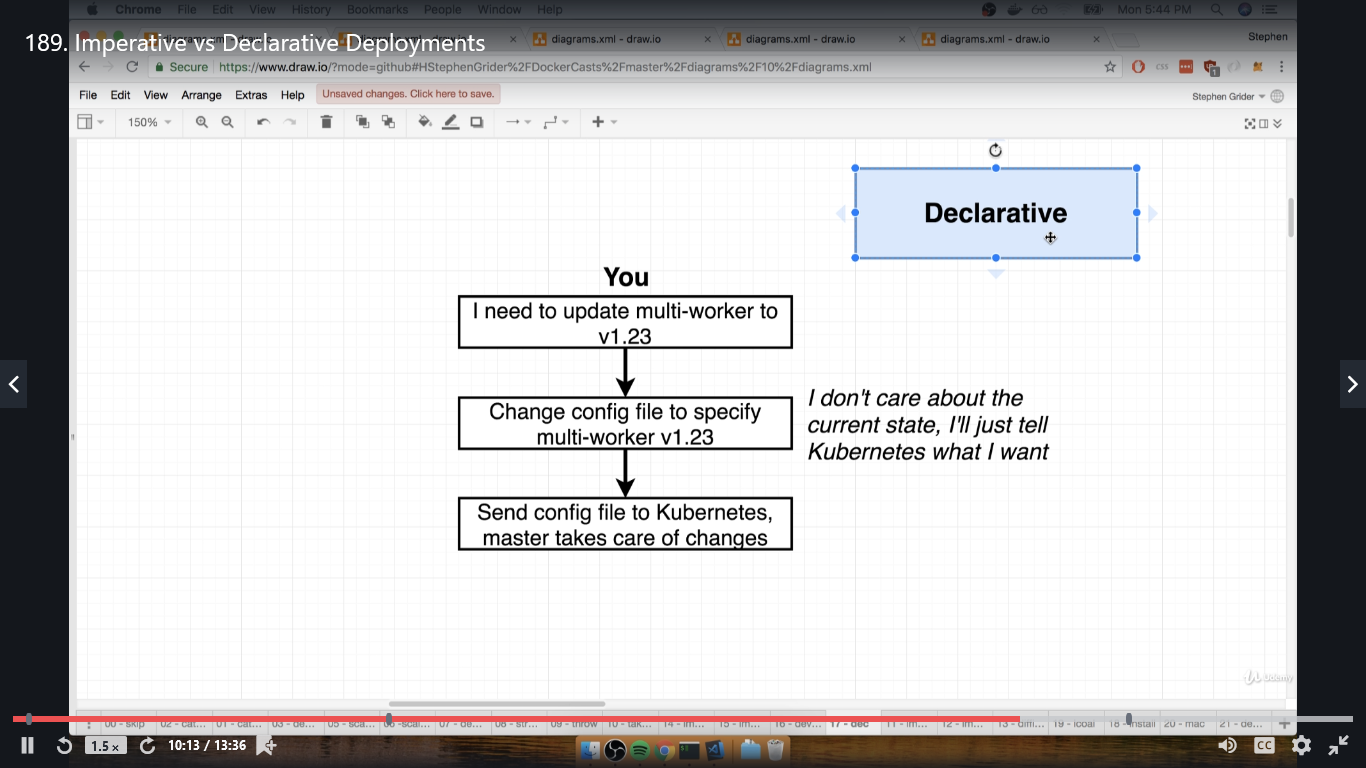 Chrome File Edit View History Bookmarks People Window Help Mon 5:44 PM
189. Imperative vs Declarative Deployments
diagrams.xml - draw.io diagrams.xml - draw.io diagrams.xml - draw.io Stephen
Secure https://www.draw.io/?mode=github#HStephenGrider%2FDockerCasts%2Fmaster%2Fdiagrams%2F10%2Fdiagrams.xml
File Edit View Arrange Extras Help Unsaved changes. Click here to save. Stephen Grider
150%
Declarative
You
I need to update multi-worker to
v1.23
Change config file to specify
multi-worker v1.23
I don't care about the
current state, I'll just tell
Kubernetes what I want
Send config file to Kubernetes,
master takes care of changes
Udemy
00 - skip 02 - cat... 01 - cat... 03 - de... 05 - sca... 07 - de... 08 - str... 09 - throw 10 - tak... 14 - im... 15 - im... 16 - dev... 17 - dec 11 - im... 12 - im... 13 - diff... 20 - mac 21 - de...
1.5 x 10:13 / 13:36 CC